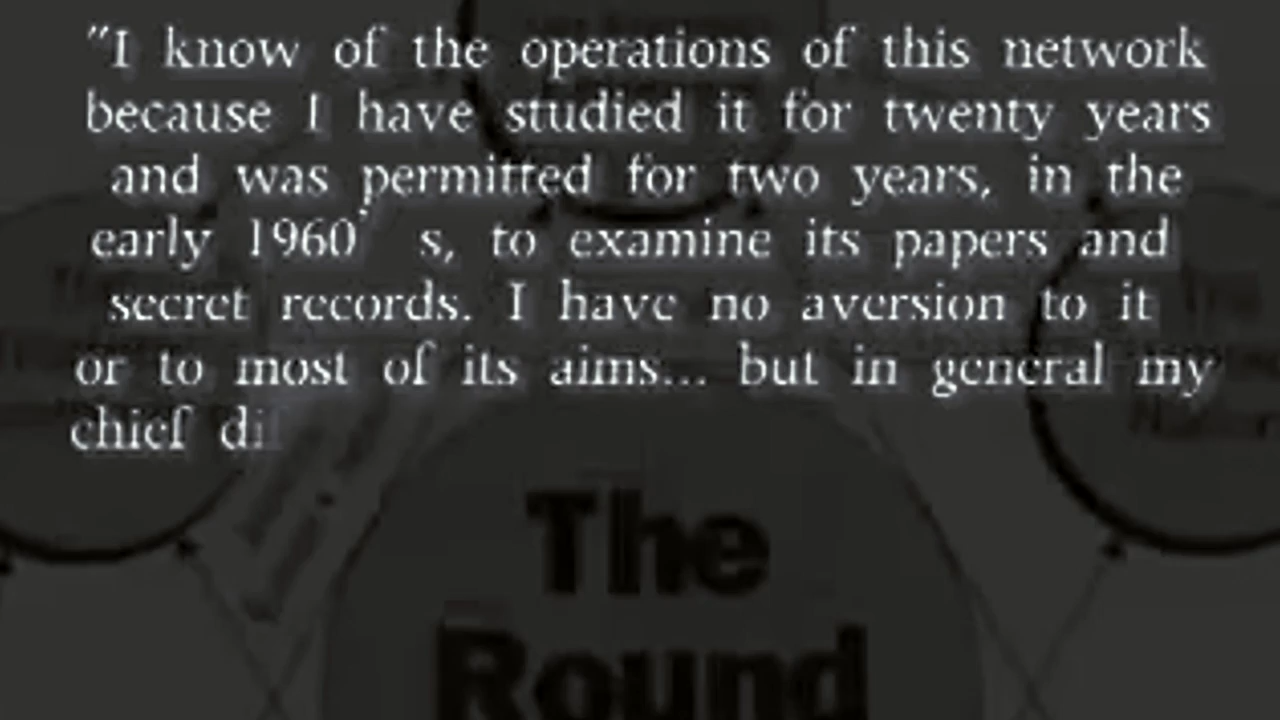 "I know of the operations of this network
because I have studied it for twenty years
and was permitted for two years, in the
early 1960' s, to examine its papers and
secret records. I have no aversion to it
or to most of its aims... but in general my
chief di
The
Round